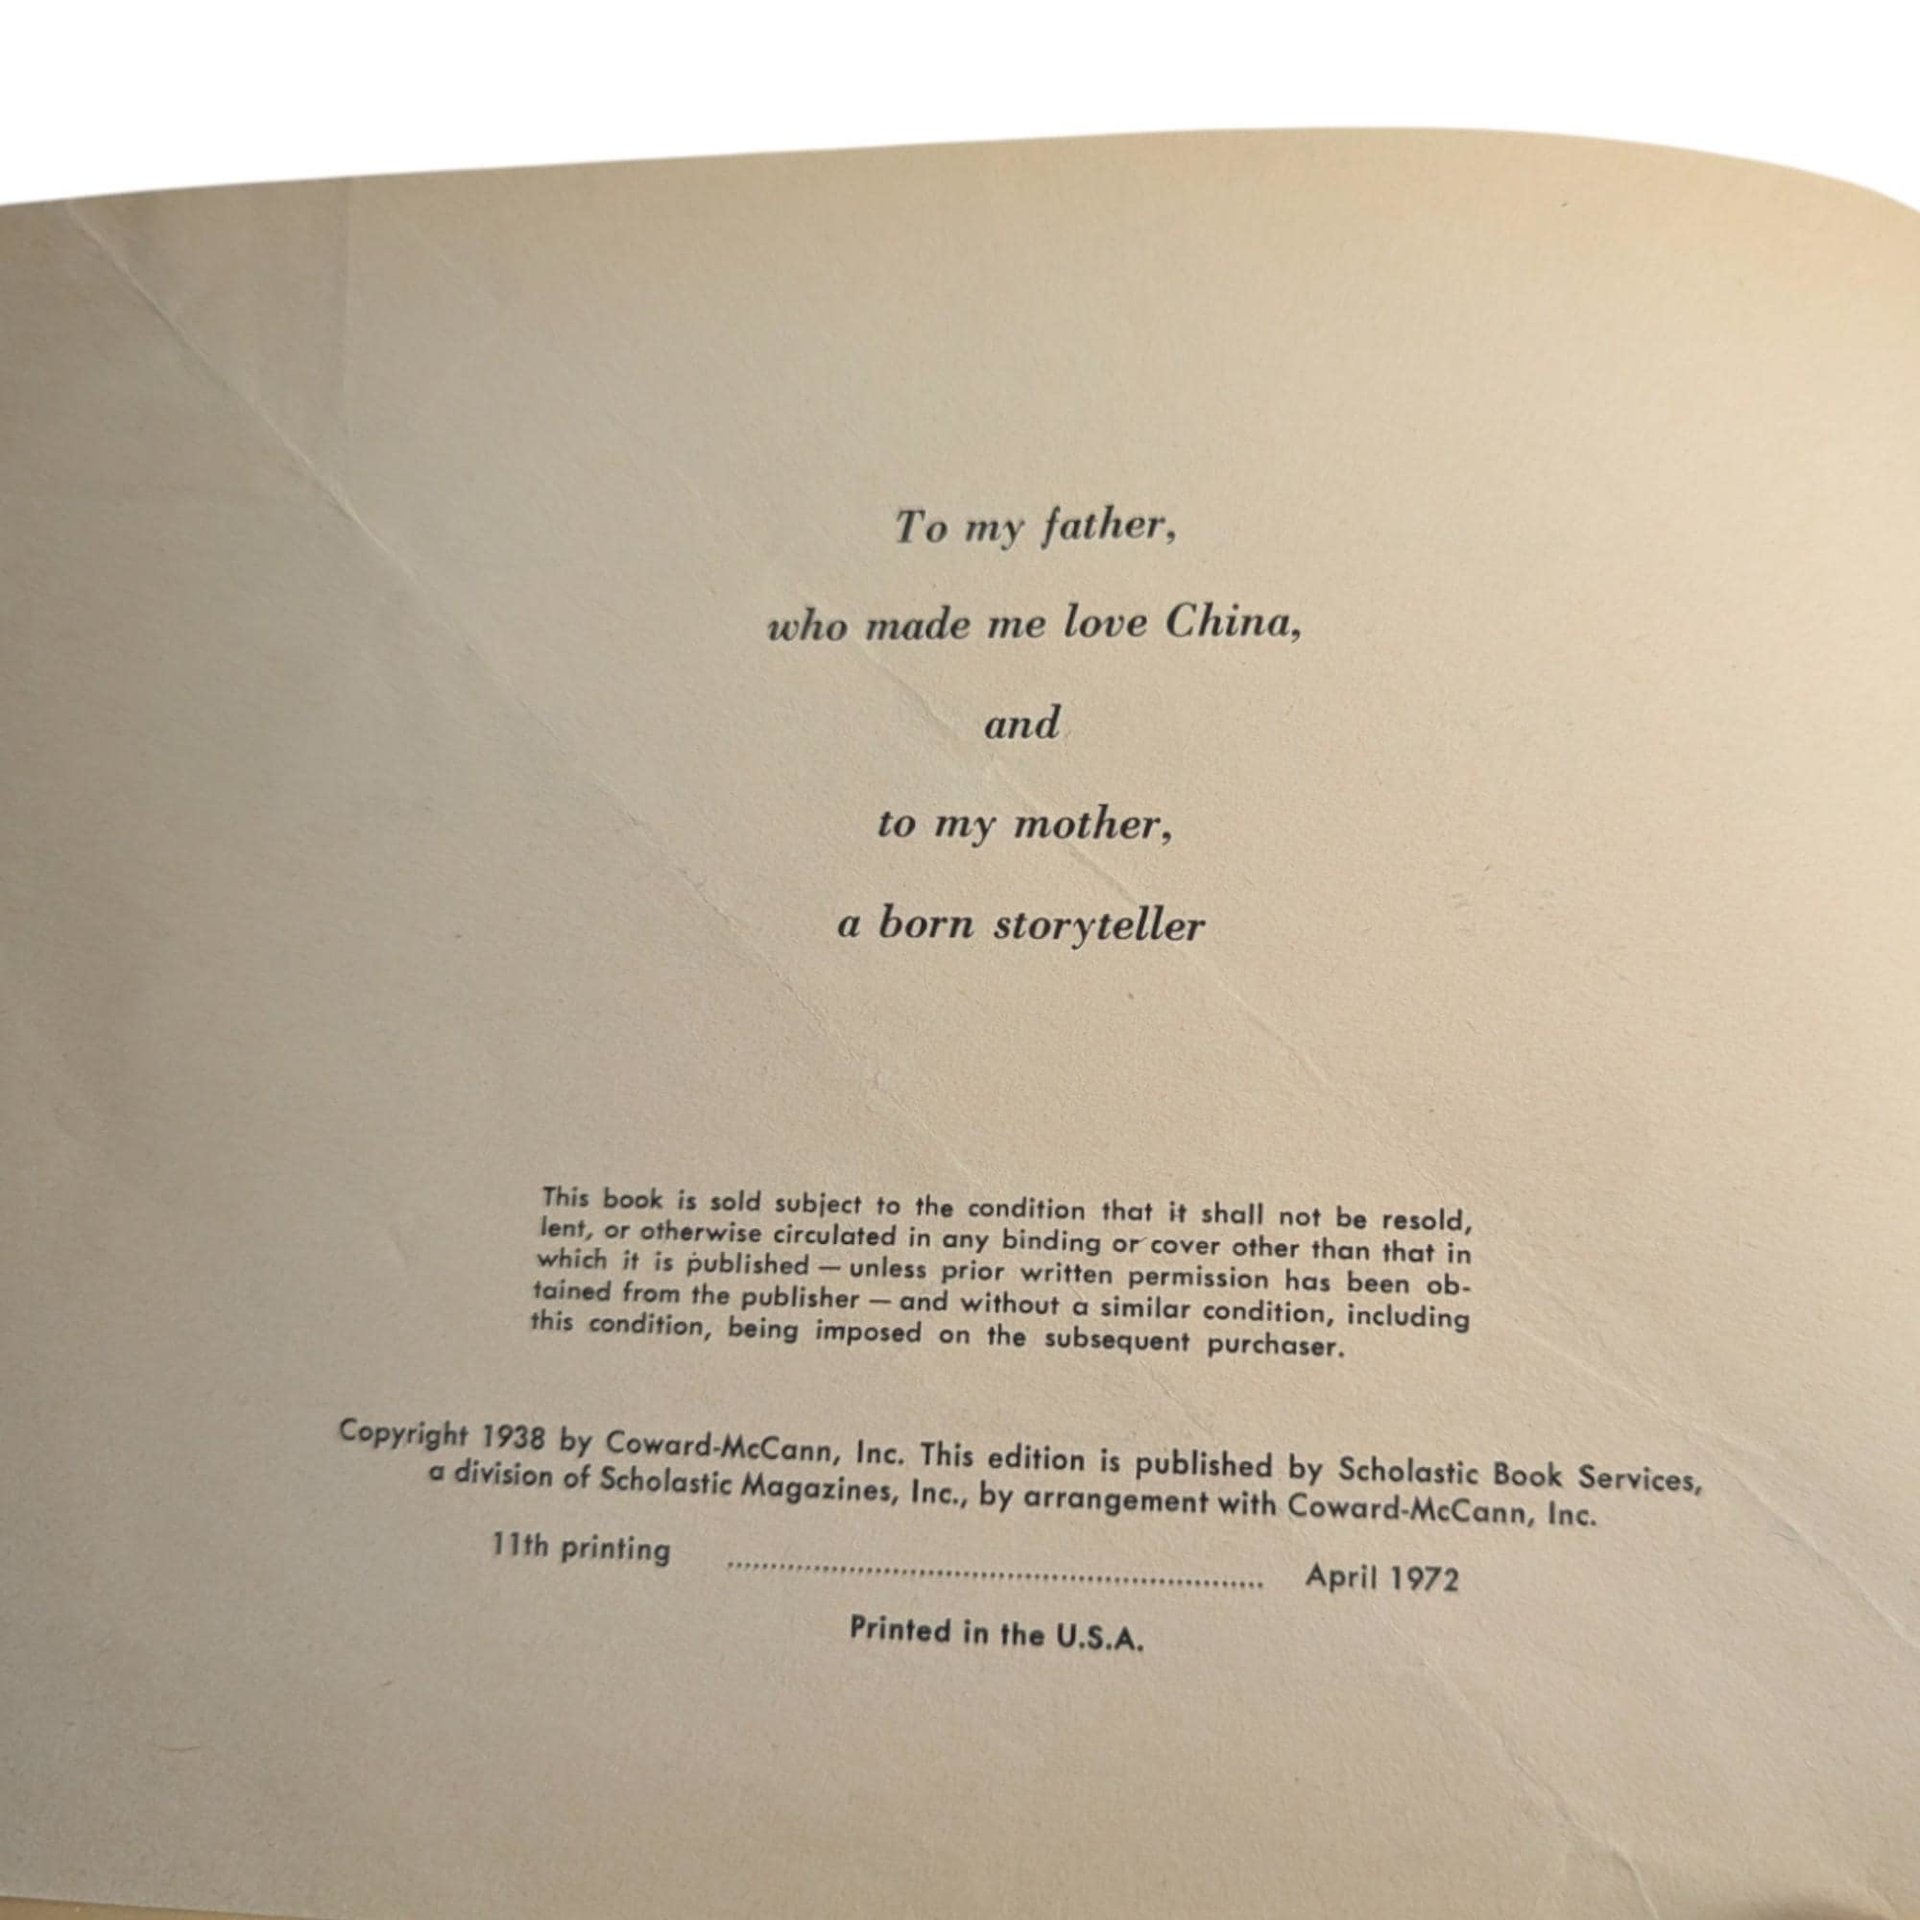 To my father,
who made me love China,
and
to my mother,
a born storyteller
This book is sold subject to the condition that it shall not be resold,
lent, or otherwise circulated in any binding or cover other than that in
which it is published — unless prior written permission has been ob-
tained from the publisher — and without a similar condition, including
this condition, being imposed on the subsequent purchaser.
Copyright 1938 by Coward-McCann, Inc. This edition is published by Scholastic Book Services,
a division of Scholastic Magazines, Inc., by arrangement with Coward-McCann, Inc.
11th printing ........................................................ April 1972
Printed in the U.S.A.